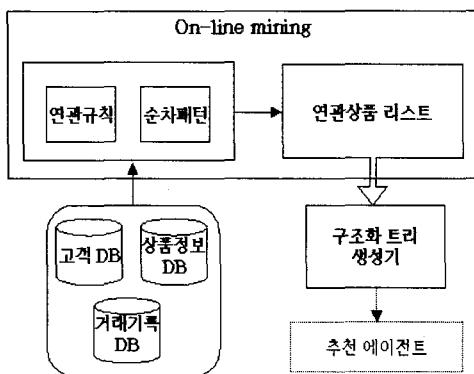 On-line mining
연관규칙
순차패턴
연관상품 리스트
고객 DB
상품정보
DB
거래기록
DB
구조화 트리
생성기
추천 에이전트